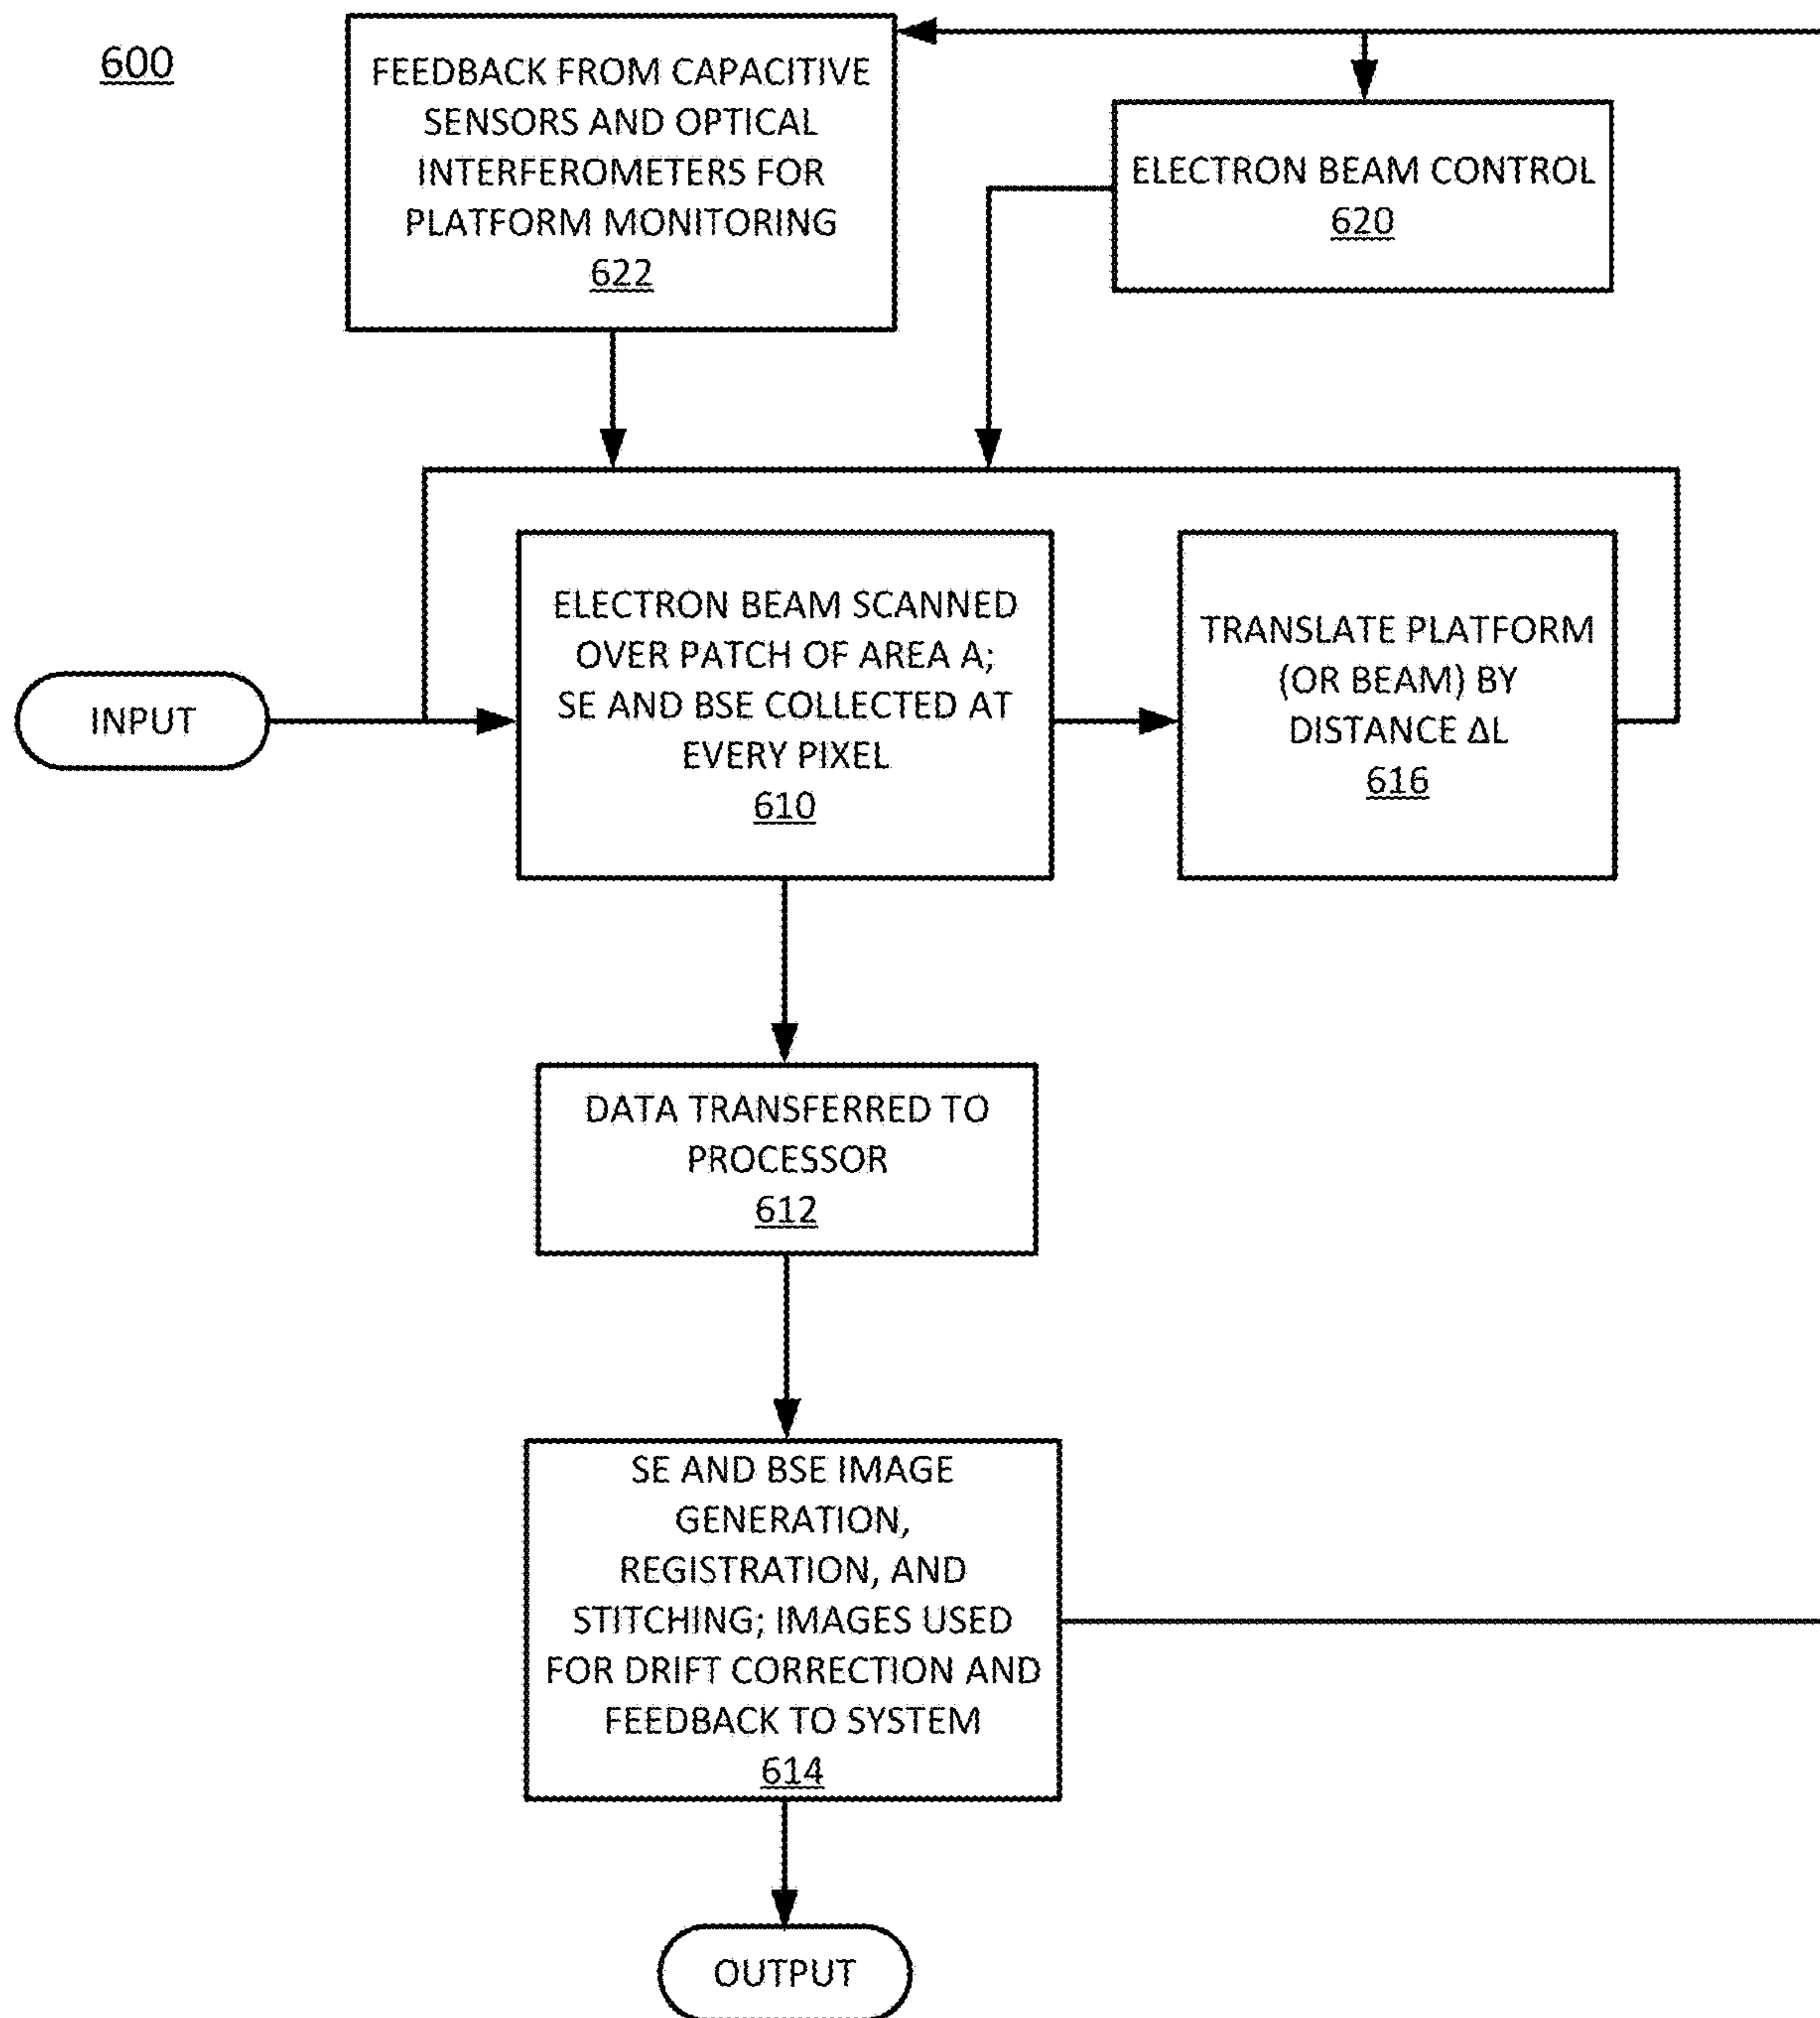 600
FEEDBACK FROM CAPACITIVE
SENSORS AND OPTICAL
INTERFEROMETERS FOR
PLATFORM MONITORING
622
ELECTRON BEAM CONTROL
620
INPUT
ELECTRON BEAM SCANNED
OVER PATCH OF AREA A;
SE AND BSE COLLECTED AT
EVERY PIXEL
610
TRANSLATE PLATFORM
(OR BEAM) BY
DISTANCE ΔL
616
DATA TRANSFERRED TO
PROCESSOR
612
SE AND BSE IMAGE
GENERATION,
REGISTRATION, AND
STITCHING; IMAGES USED
FOR DRIFT CORRECTION AND
FEEDBACK TO SYSTEM
614
OUTPUT